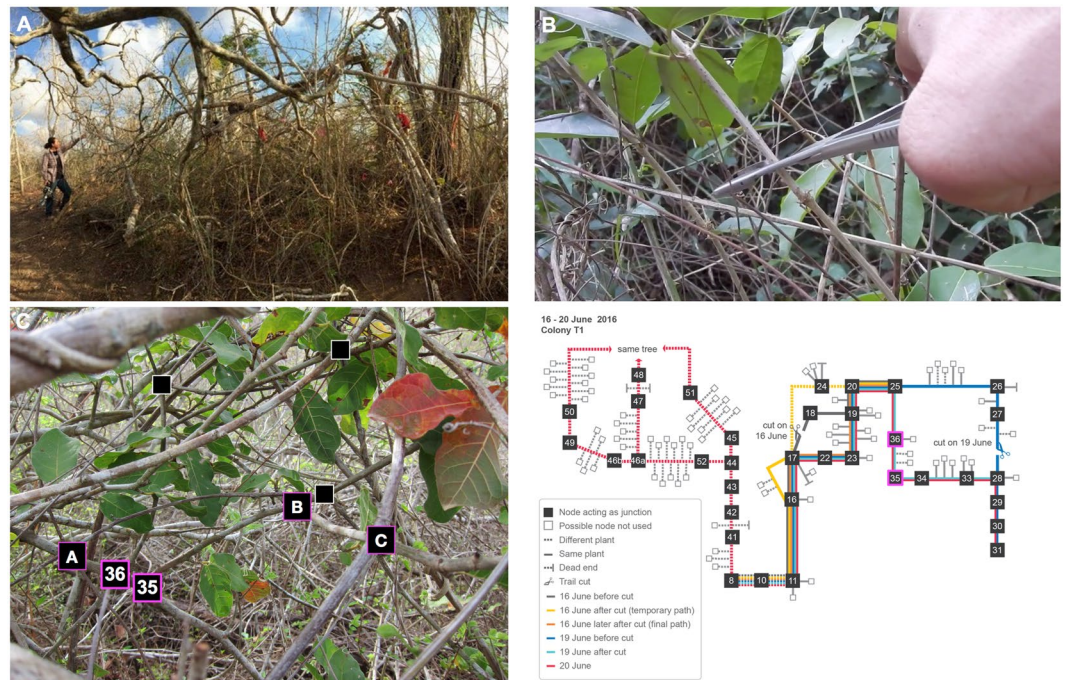 A
B
C
A
36
35
B
C
16 - 20 June 2016
Colony T1
same tree
48
47
51
50
49
46b
46a
52
45
44
43
42
41
8
10
11
24
20
25
26
18
19
27
cut on
16 June
36
cut on 19 June
17
22
23
35
34
33
28
16
29
30
31
Node acting as junction
Possible node not used
Different plant
Same plant
Dead end
Trail cut
16 June before cut
16 June after cut (temporary path)
16 June later after cut (final path)
19 June before cut
19 June after cut
20 June